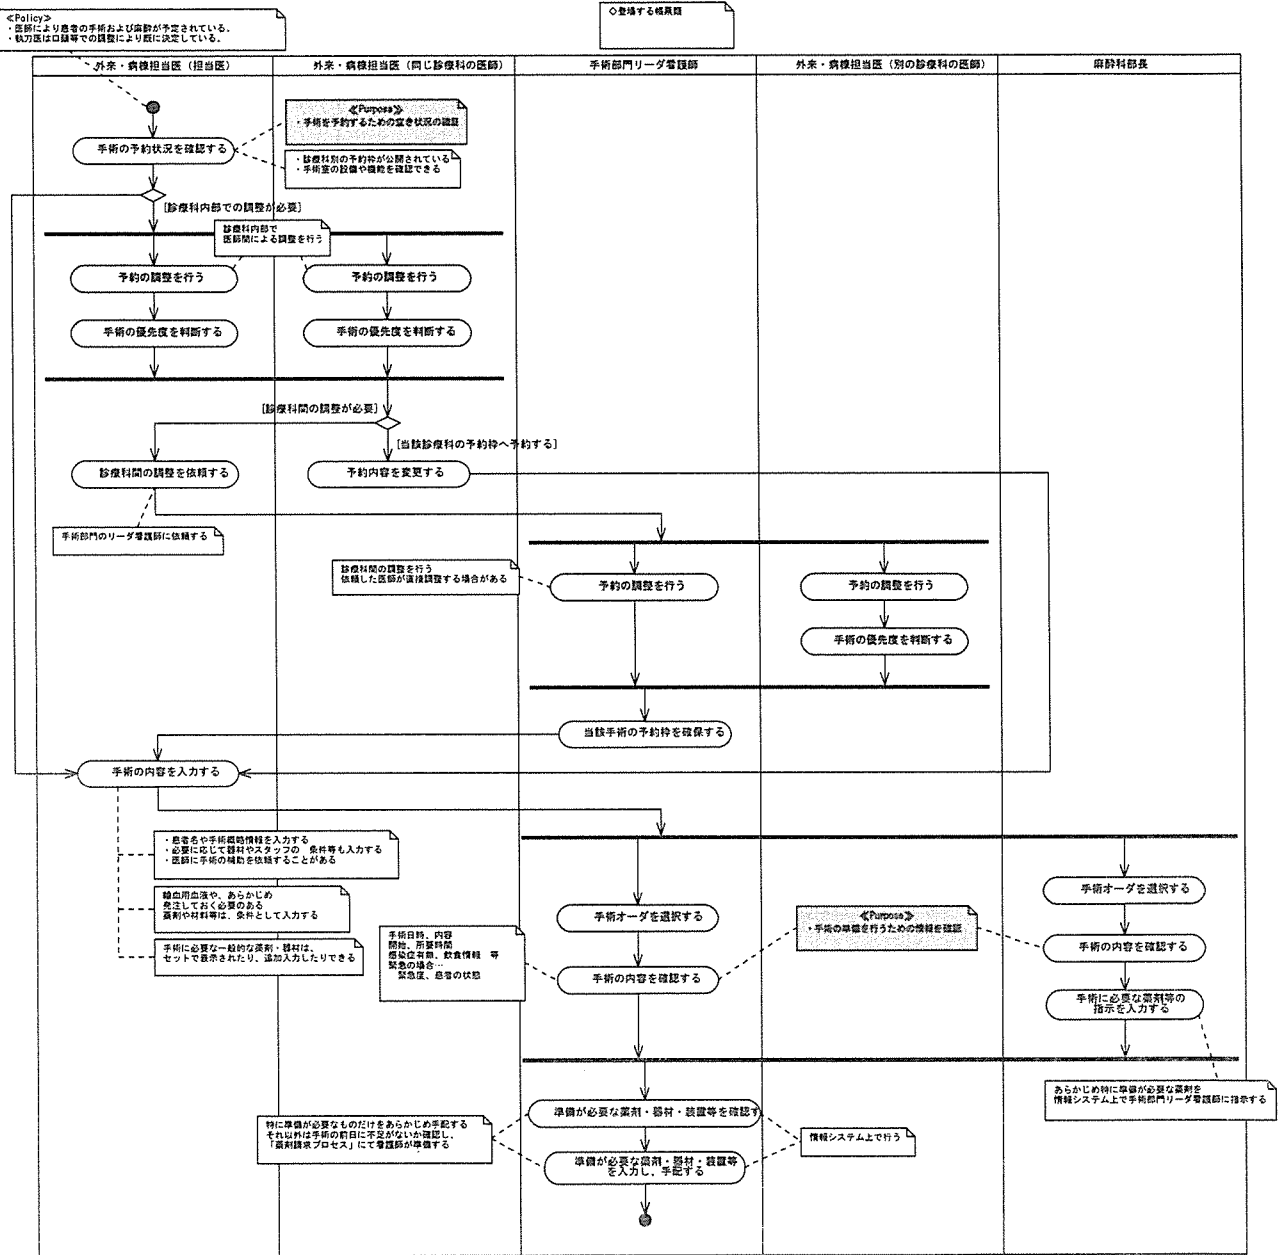 ≪Policy≫
・医師により患者の手術および麻酔が予定されている。
・執刀医は口頭等での調整により既に決定している。
◇登場する帳票類
外来・病棟担当医（担当医）
外来・病棟担当医（同じ診療科の医師）
手術部門リーダ看護師
外来・病棟担当医（別の診療科の医師）
麻酔科部長
≪Purpose≫
・手術を予約するための空き状況の確認
手術の予約状況を確認する
・診療科別の予約枠が公開されている
・手術室の設備や機能を確認できる
[診療科内部での調整が必要]
診療科内部で
医師間による調整を行う
予約の調整を行う
予約の調整を行う
手術の優先度を判断する
手術の優先度を判断する
[診療科間の調整が必要]
[当該診療科の予約枠へ予約する]
診療科間の調整を依頼する
予約内容を変更する
手術部門のリーダ看護師に依頼する
診療科間の調整を行う
依頼した医師が直接調整する場合がある
予約の調整を行う
予約の調整を行う
手術の優先度を判断する
当該手術の予約枠を確保する
手術の内容を入力する
・患者名や手術概略情報を入力する
・必要に応じて器材やスタッフの　条件等も入力する
・医師に手術の補助を依頼することがある
輸血用血液や、あらかじめ
発注しておく必要のある
薬剤や材料等は、条件として入力する
手術に必要な一般的な薬剤・器材は、
セットで表示されたり、追加入力したりできる
手術オーダを選択する
手術オーダを選択する
≪Purpose≫
・手術の準備を行うための情報を確認
手術日時、内容
開始、所要時間
感染症有無、飲食情報　等
緊急の場合…
　緊急度、患者の状態
手術の内容を確認する
手術の内容を確認する
手術に必要な薬剤等の
指示を入力する
あらかじめ特に準備が必要な薬剤を
情報システム上で手術部門リーダ看護師に指示する
準備が必要な薬剤・器材・装置等を確認す
特に準備が必要なものだけをあらかじめ手配する
それ以外は手術の前日に不足がないか確認し、
「薬剤請求プロセス」にて看護師が準備する
情報システム上で行う
準備が必要な薬剤・器材・装置等
を入力し、手配する